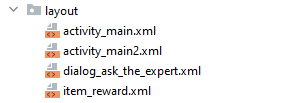 layout
activity_main.xml
activity_main2.xml
dialog_ask_the_expert.xml
item_reward.xml